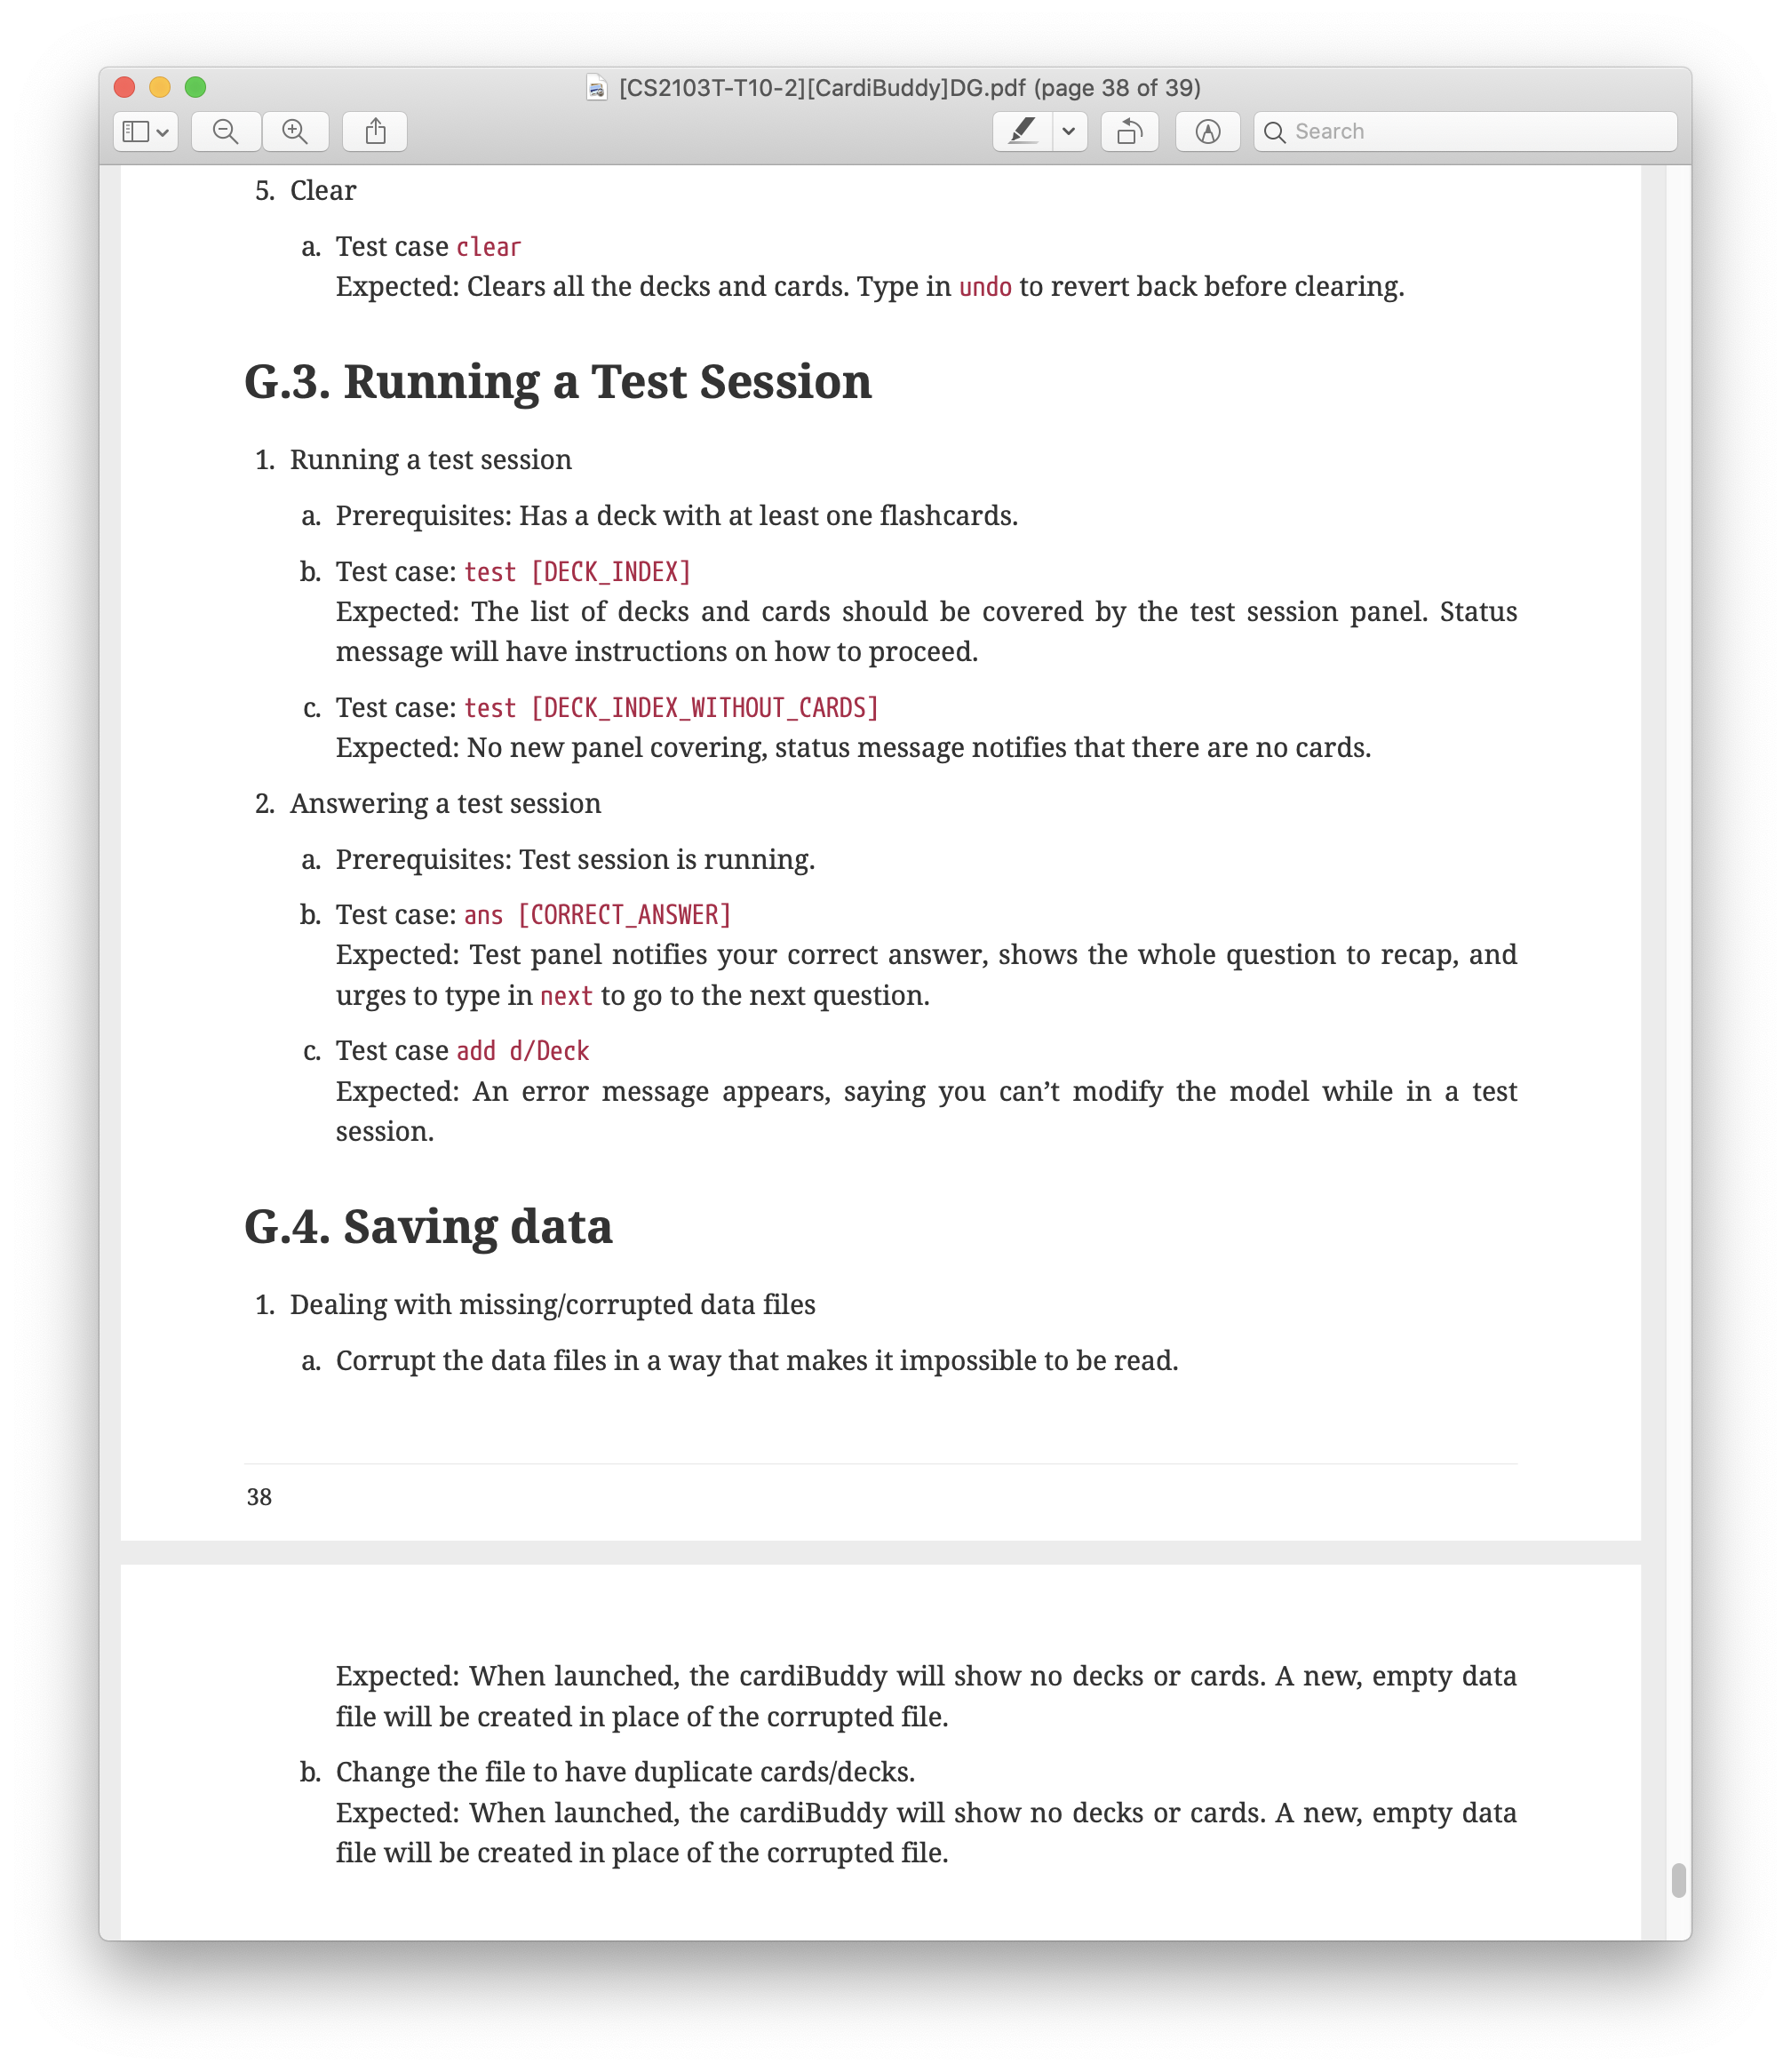 [CS2103T-T10-2][CardiBuddy]DG.pdf (page 38 of 39)
Search
5. Clear
a. Test case clear
Expected: Clears all the decks and cards. Type in undo to revert back before clearing.
G.3. Running a Test Session
1. Running a test session
a. Prerequisites: Has a deck with at least one flashcards.
b. Test case: test [DECK_INDEX]
Expected: The list of decks and cards should be covered by the test session panel. Status
message will have instructions on how to proceed.
c. Test case: test [DECK_INDEX_WITHOUT_CARDS]
Expected: No new panel covering, status message notifies that there are no cards.
2. Answering a test session
a. Prerequisites: Test session is running.
b. Test case: ans [CORRECT_ANSWER]
Expected: Test panel notifies your correct answer, shows the whole question to recap, and
urges to type in next to go to the next question.
c. Test case add d/Deck
Expected: An error message appears, saying you can’t modify the model while in a test
session.
G.4. Saving data
1. Dealing with missing/corrupted data files
a. Corrupt the data files in a way that makes it impossible to be read.
38
Expected: When launched, the cardiBuddy will show no decks or cards. A new, empty data
file will be created in place of the corrupted file.
b. Change the file to have duplicate cards/decks.
Expected: When launched, the cardiBuddy will show no decks or cards. A new, empty data
file will be created in place of the corrupted file.